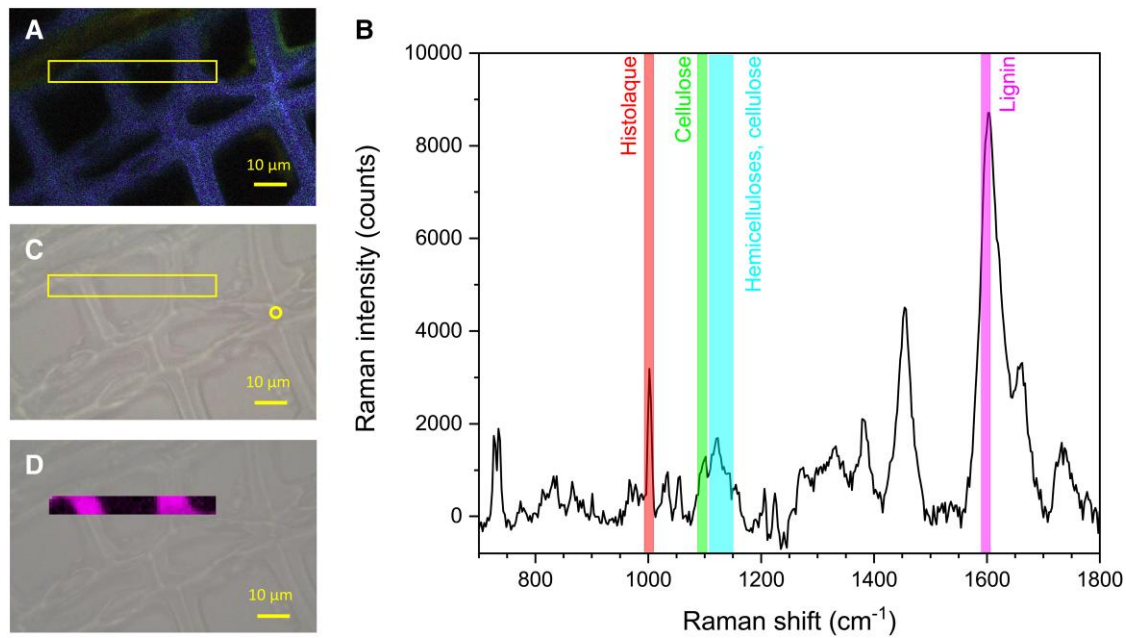 A
10 µm
C
10 µm
D
10 µm
B
10000
8000
6000
4000
2000
0
Raman intensity (counts)
Histolaque
Cellulose
Hemicelluloses, cellulose
Lignin
800
1000
1200
1400
1600
1800
Raman shift (cm⁻¹)